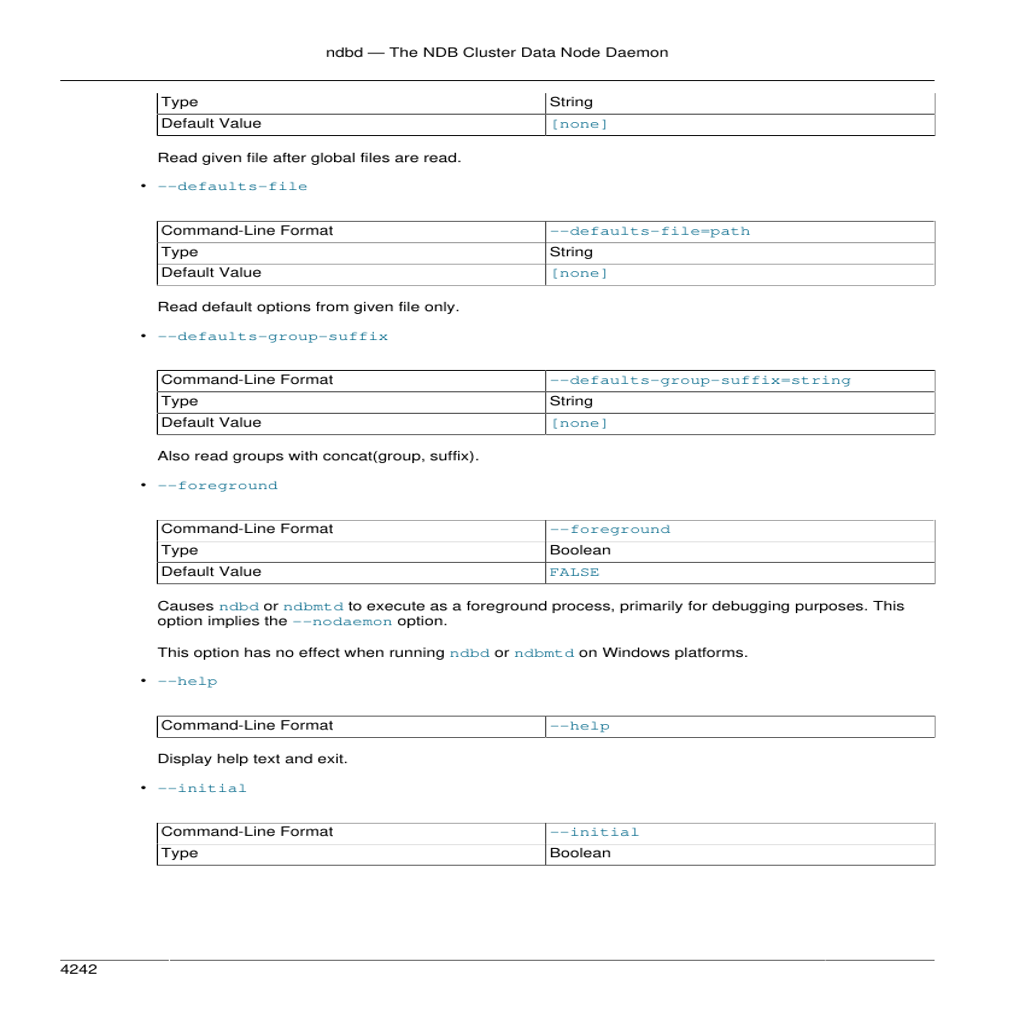 ndbd — The NDB Cluster Data Node Daemon
Type String
Default Value [none]
Read given file after global files are read.
• --defaults-file
Command-Line Format --defaults-file=path
Type String
Default Value [none]
Read default options from given file only.
• --defaults-group-suffix
Command-Line Format --defaults-group-suffix=string
Type String
Default Value [none]
Also read groups with concat(group, suffix).
• --foreground
Command-Line Format --foreground
Type Boolean
Default Value FALSE
Causes ndbd or ndbmtd to execute as a foreground process, primarily for debugging purposes. This
option implies the --nodaemon option.
This option has no effect when running ndbd or ndbmtd on Windows platforms.
• --help
Command-Line Format --help
Display help text and exit.
• --initial
Command-Line Format --initial
Type Boolean
4242